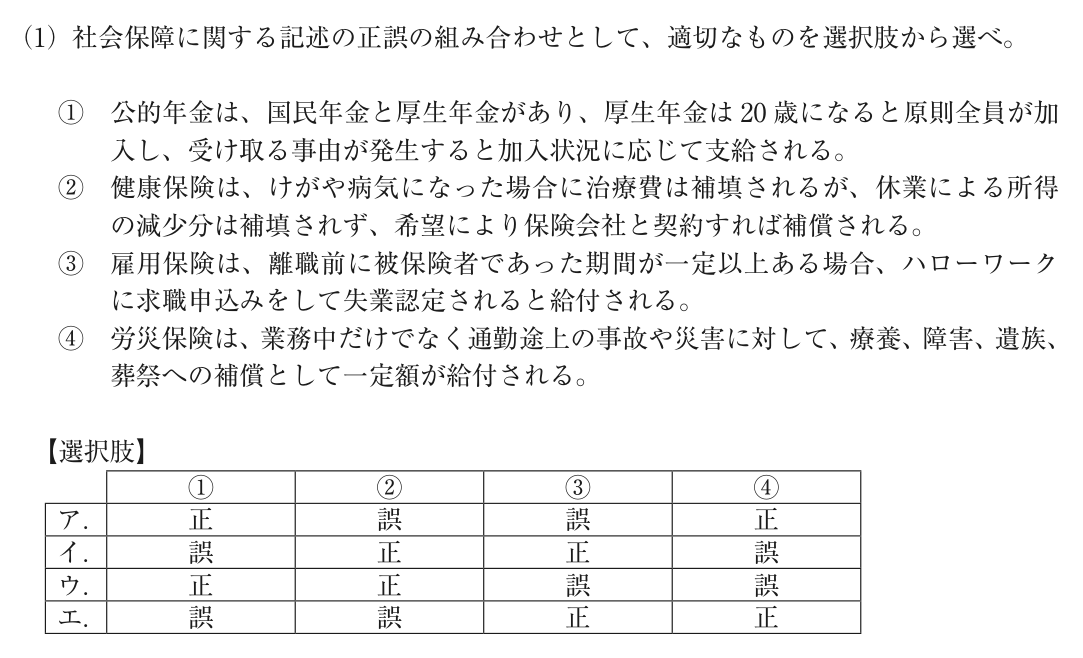 (1) 社会保障に関する記述の正誤の組み合わせとして、適切なものを選択肢から選べ。
① 公的年金は、国民年金と厚生年金があり、厚生年金は 20 歳になると原則全員が加
入し、受け取る事由が発生すると加入状況に応じて支給される。
② 健康保険は、けがや病気になった場合に治療費は補填されるが、休業による所得
の減少分は補填されず、希望により保険会社と契約すれば補償される。
③ 雇用保険は、離職前に被保険者であった期間が一定以上ある場合、ハローワーク
に求職申込みをして失業認定されると給付される。
④ 労災保険は、業務中だけでなく通勤途上の事故や災害に対して、療養、障害、遺族、
葬祭への補償として一定額が給付される。
【選択肢】
① ② ③ ④
ア. 正 誤 誤 正
イ. 誤 正 正 誤
ウ. 正 正 誤 誤
エ. 誤 誤 正 正